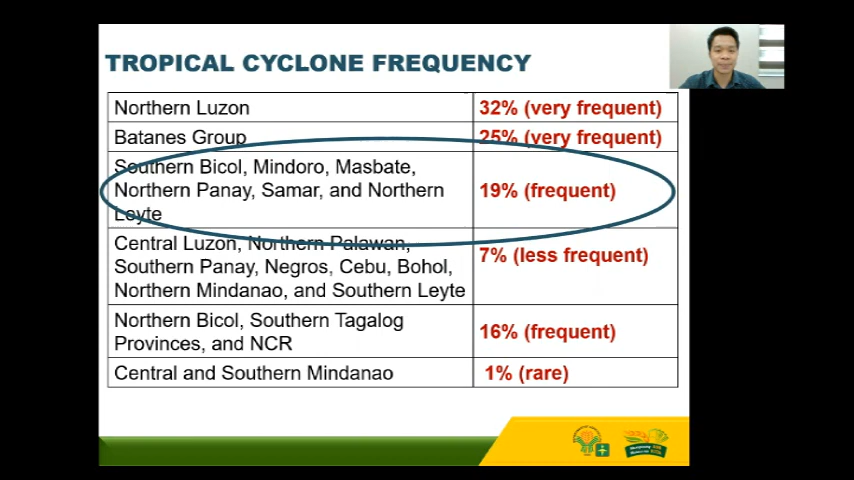 TROPICAL CYCLONE FREQUENCY
Northern Luzon 32% (very frequent)
Batanes Group 25% (very frequent)
Southern Bicol, Mindoro, Masbate,
Northern Panay, Samar, and Northern 19% (frequent)
Leyte
Central Luzon, Northern Palawan,
Southern Panay, Negros, Cebu, Bohol, 7% (less frequent)
Northern Mindanao, and Southern Leyte
Northern Bicol, Southern Tagalog
Provinces, and NCR 16% (frequent)
Central and Southern Mindanao 1% (rare)